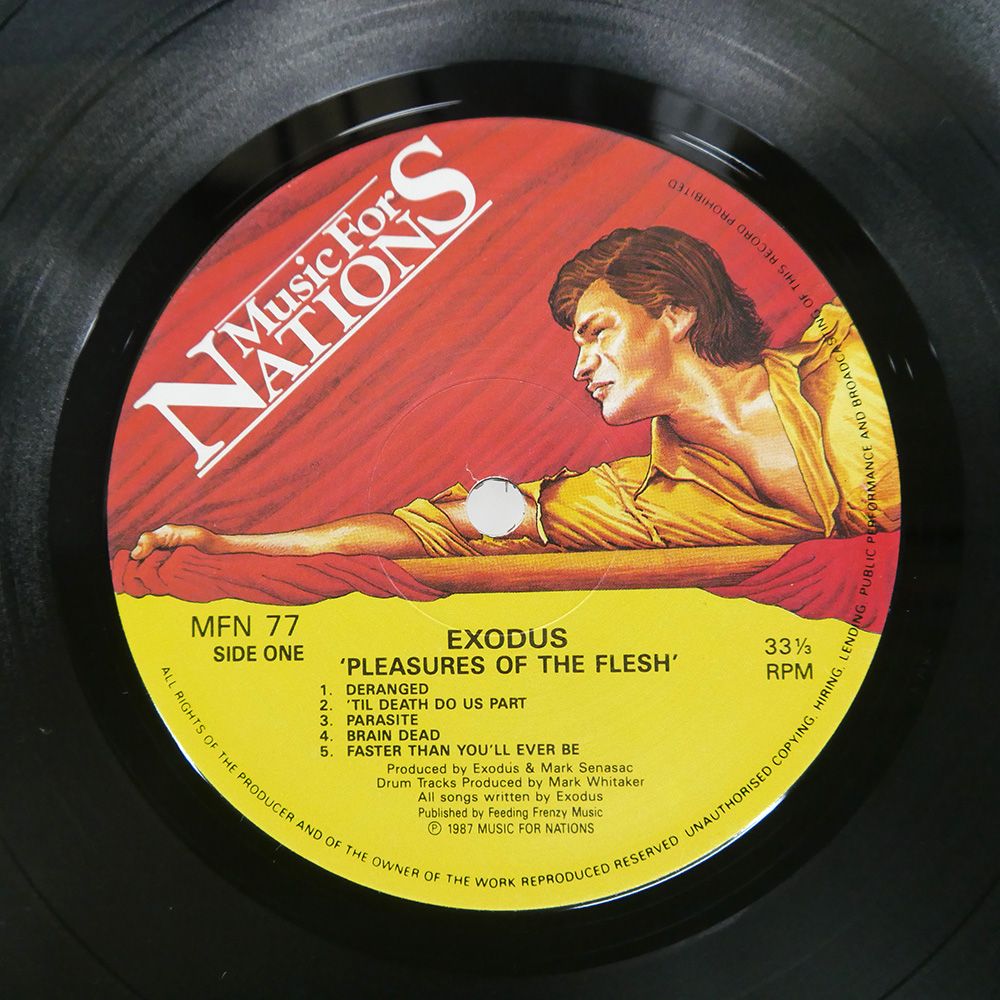 Music For
NATIONS
MFN 77
SIDE ONE
EXODUS
'PLEASURES OF THE FLESH'
33⅓
RPM
1. DERANGED
2. 'TIL DEATH DO US PART
3. PARASITE
4. BRAIN DEAD
5. FASTER THAN YOU'LL EVER BE
Produced by Exodus & Mark Senasac
Drum Tracks Produced by Mark Whitaker
All songs written by Exodus
Published by Feeding Frenzy Music
℗ 1987 MUSIC FOR NATIONS
ALL RIGHTS OF THE PRODUCER AND OF THE OWNER OF THE WORK REPRODUCED RESERVED UNAUTHORISED COPYING, HIRING, LENDING, PUBLIC PERFORMANCE AND BROADCASTING OF THIS RECORD PROHIBITED